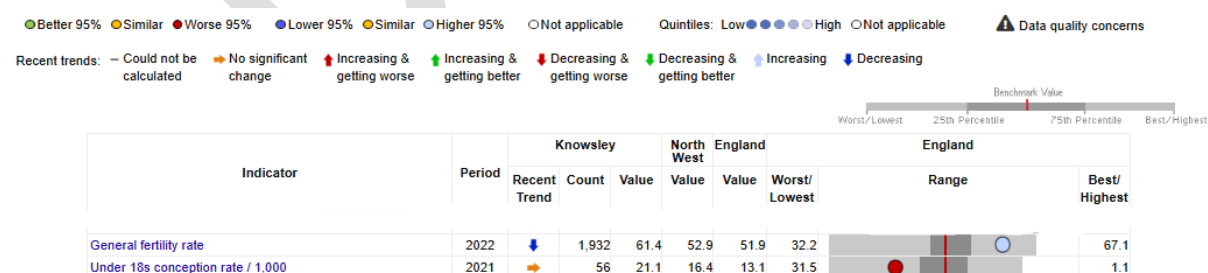 Better 95% Similar Worse 95% Lower 95% Similar Higher 95% Not applicable Quintiles: Low High Not applicable Data quality concerns
Recent trends: – Could not be calculated No significant change Increasing & getting worse Increasing & getting better Decreasing & getting worse Decreasing & getting better Increasing Decreasing
Benchmark Value
Worst/Lowest 25th Percentile 75th Percentile Best/Highest
Knowsley North West England England
Indicator Period Recent Trend Count Value Value Value Worst/ Lowest Range Best/ Highest
General fertility rate 2022 1,932 61.4 52.9 51.9 32.2 67.1
Under 18s conception rate / 1,000 2021 56 21.1 16.4 13.1 31.5 1.1